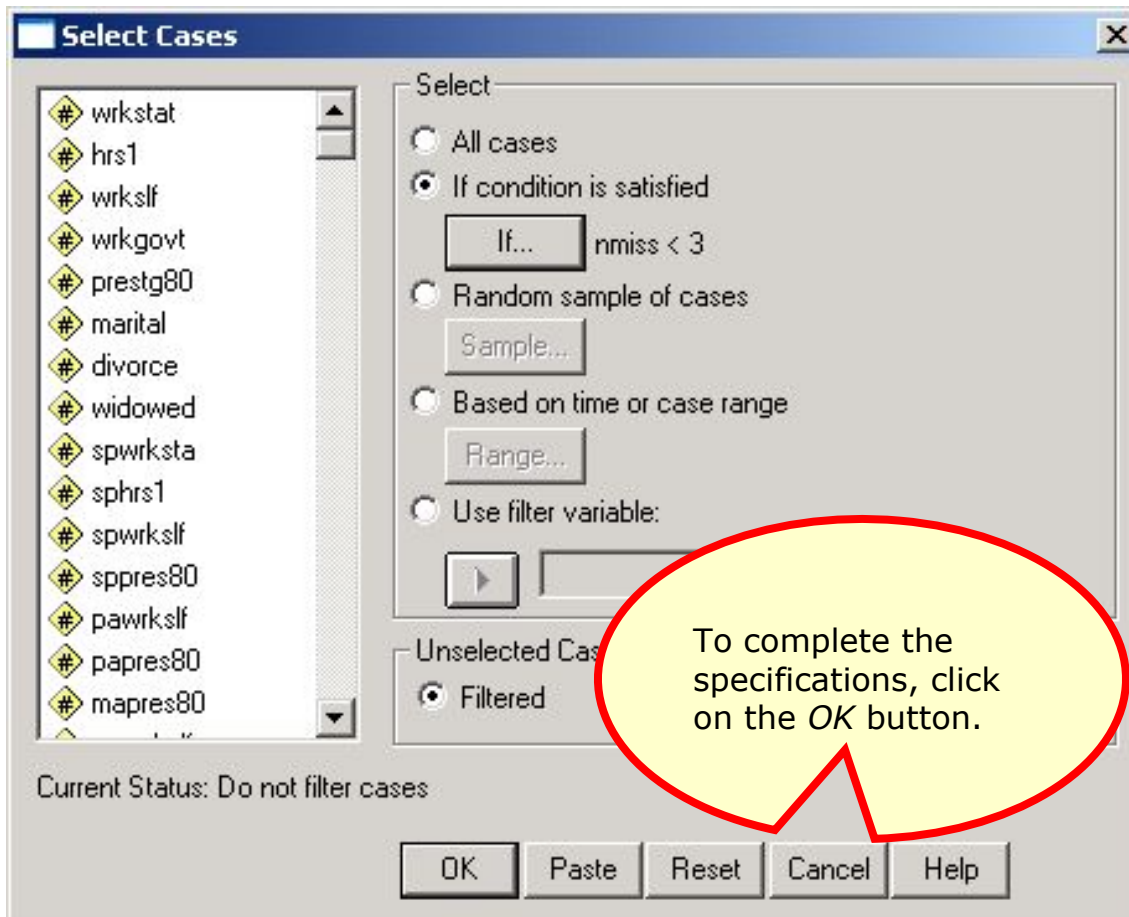 Select Cases
wrkstat
hrs1
wrkslf
wrkgovt
prestg80
marital
divorce
widowed
spwrksta
sphrs1
spwrkslf
sppres80
pawrkslf
papres80
mapres80
Select
All cases
If condition is satisfied
If... nmiss < 3
Random sample of cases
Sample...
Based on time or case range
Range...
Use filter variable:
Unselected Cas
Filtered
To complete the
specifications, click
on the OK button.
Current Status: Do not filter cases
OK Paste Reset Cancel Help